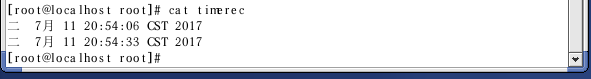 [root@localhost root]# cat timerec
二  7月 11 20:54:06 CST 2017
二  7月 11 20:54:33 CST 2017
[root@localhost root]#